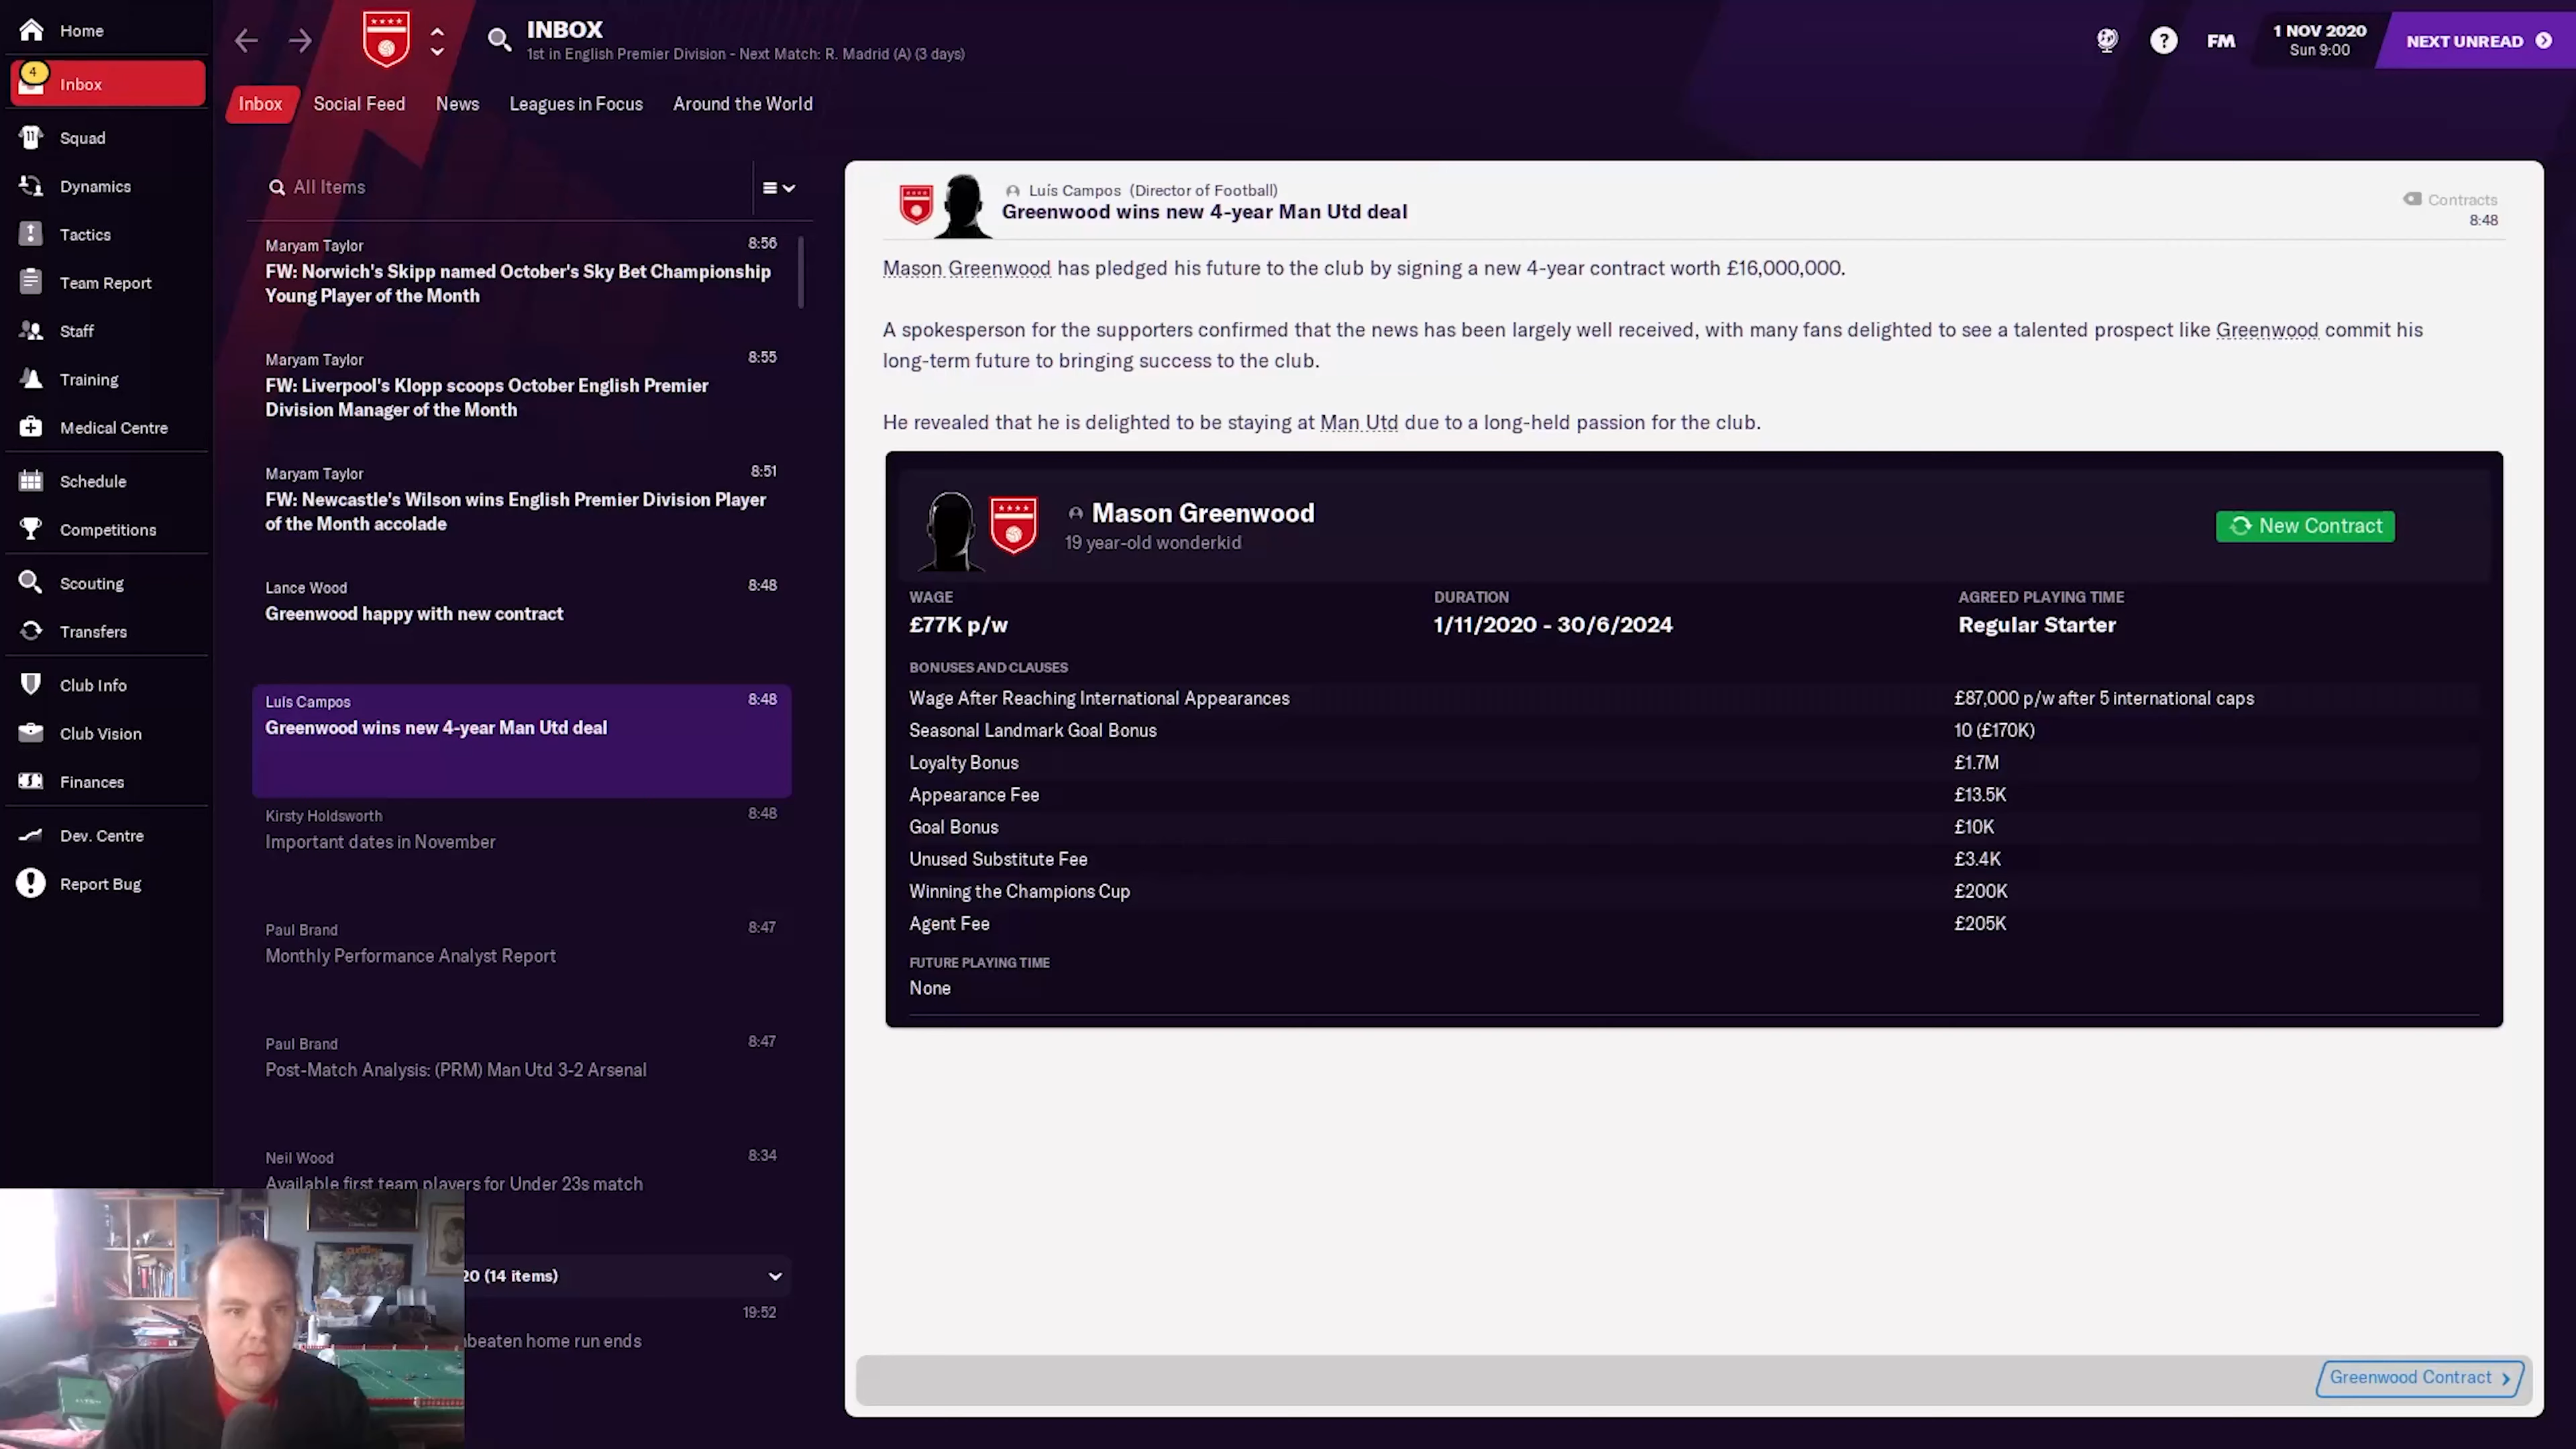 Home
4
Inbox
Squad
Dynamics
Tactics
Team Report
Staff
Training
Medical Centre
Schedule
Competitions
Scouting
Transfers
Club Info
Club Vision
Finances
Dev. Centre
Report Bug
INBOX
1st in English Premier Division - Next Match: R. Madrid (A) (3 days)
FM
1 NOV 2020
Sun 9:00
NEXT UNREAD
Inbox Social Feed News Leagues in Focus Around the World
All Items
Maryam Taylor 8:56
FW: Norwich's Skipp named October's Sky Bet Championship
Young Player of the Month
Maryam Taylor 8:55
FW: Liverpool's Klopp scoops October English Premier
Division Manager of the Month
Maryam Taylor 8:51
FW: Newcastle's Wilson wins English Premier Division Player
of the Month accolade
Lance Wood 8:48
Greenwood happy with new contract
Luís Campos 8:48
Greenwood wins new 4-year Man Utd deal
Kirsty Holdsworth 8:48
Important dates in November
Paul Brand 8:47
Monthly Performance Analyst Report
Paul Brand 8:47
Post-Match Analysis: (PRM) Man Utd 3-2 Arsenal
Neil Wood 8:34
Available first team players for Under 23s match
20 (14 items)
19:52
beaten home run ends
Luís Campos (Director of Football)
Greenwood wins new 4-year Man Utd deal
Contracts
8:48
Mason Greenwood has pledged his future to the club by signing a new 4-year contract worth £16,000,000.
A spokesperson for the supporters confirmed that the news has been largely well received, with many fans delighted to see a talented prospect like Greenwood commit his
long-term future to bringing success to the club.
He revealed that he is delighted to be staying at Man Utd due to a long-held passion for the club.
Mason Greenwood
19 year-old wonderkid
New Contract
WAGE DURATION AGREED PLAYING TIME
£77K p/w 1/11/2020 - 30/6/2024 Regular Starter
BONUSES AND CLAUSES
Wage After Reaching International Appearances £87,000 p/w after 5 international caps
Seasonal Landmark Goal Bonus 10 (£170K)
Loyalty Bonus £1.7M
Appearance Fee £13.5K
Goal Bonus £10K
Unused Substitute Fee £3.4K
Winning the Champions Cup £200K
Agent Fee £205K
FUTURE PLAYING TIME
None
Greenwood Contract